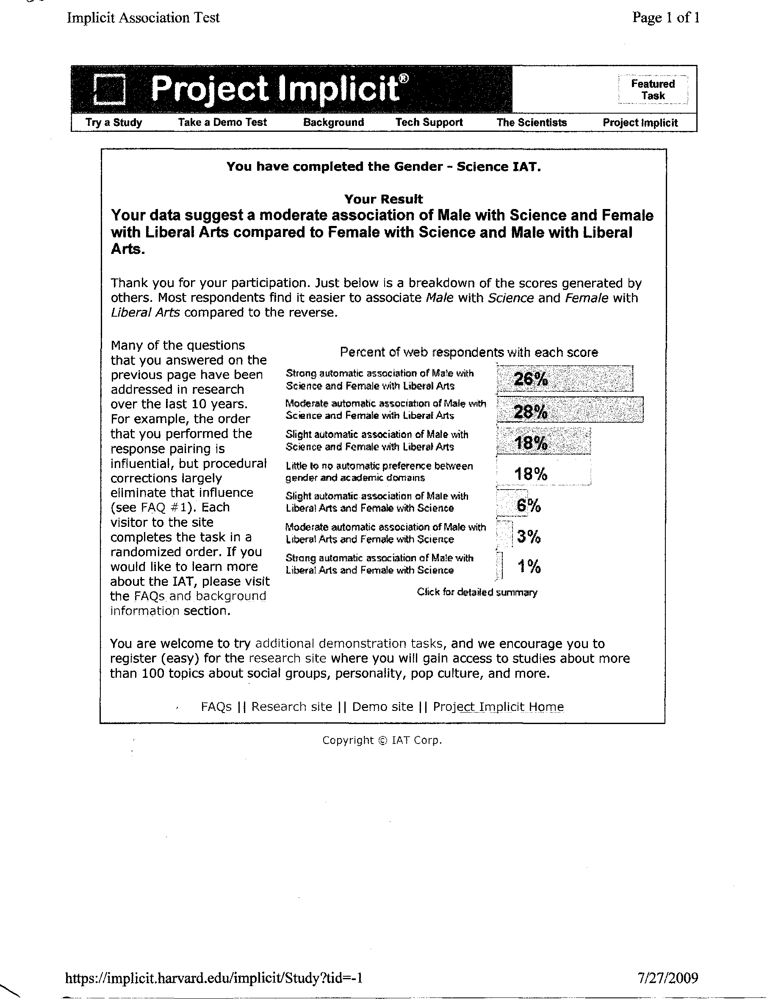 Implicit Association Test
Page 1 of 1
Project Implicit®
Featured
Task
Try a Study
Take a Demo Test
Background
Tech Support
The Scientists
Project Implicit
You have completed the Gender - Science IAT.
Your Result
Your data suggest a moderate association of Male with Science and Female
with Liberal Arts compared to Female with Science and Male with Liberal
Arts.
Thank you for your participation. Just below is a breakdown of the scores generated by
others. Most respondents find it easier to associate Male with Science and Female with
Liberal Arts compared to the reverse.
Many of the questions
that you answered on the
previous page have been
addressed in research
over the last 10 years.
For example, the order
that you performed the
response pairing is
influential, but procedural
corrections largely
eliminate that influence
(see FAQ #1). Each
visitor to the site
completes the task in a
randomized order. If you
would like to learn more
about the IAT, please visit
the FAQs and background
information section.
Percent of web respondents with each score
Strong automatic association of Male with
Science and Female with Liberal Arts
26%
Moderate automatic association of Male with
Science and Female with Liberal Arts
28%
Slight automatic association of Male with
Science and Female with Liberal Arts
18%
Little to no automatic preference between
gender and academic domains
18%
Slight automatic association of Male with
Liberal Arts and Female with Science
6%
Moderate automatic association of Male with
Liberal Arts and Female with Science
3%
Strong automatic association of Male with
Liberal Arts and Female with Science
1%
Click for detailed summary
You are welcome to try additional demonstration tasks, and we encourage you to
register (easy) for the research site where you will gain access to studies about more
than 100 topics about social groups, personality, pop culture, and more.
FAQs || Research site || Demo site || Project Implicit Home
Copyright © IAT Corp.
https://implicit.harvard.edu/implicit/Study?tid=-1
7/27/2009